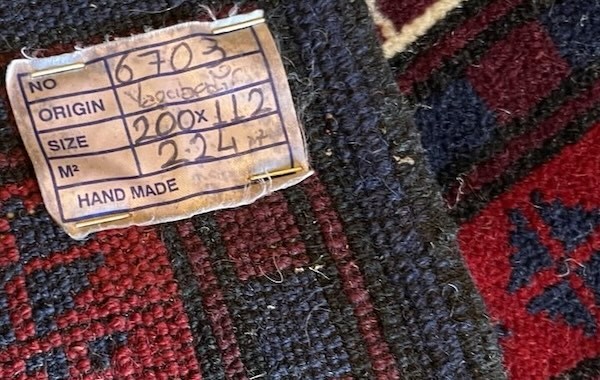 NO 6703
ORIGIN
SIZE 200x112
M² 2.24
HAND MADE